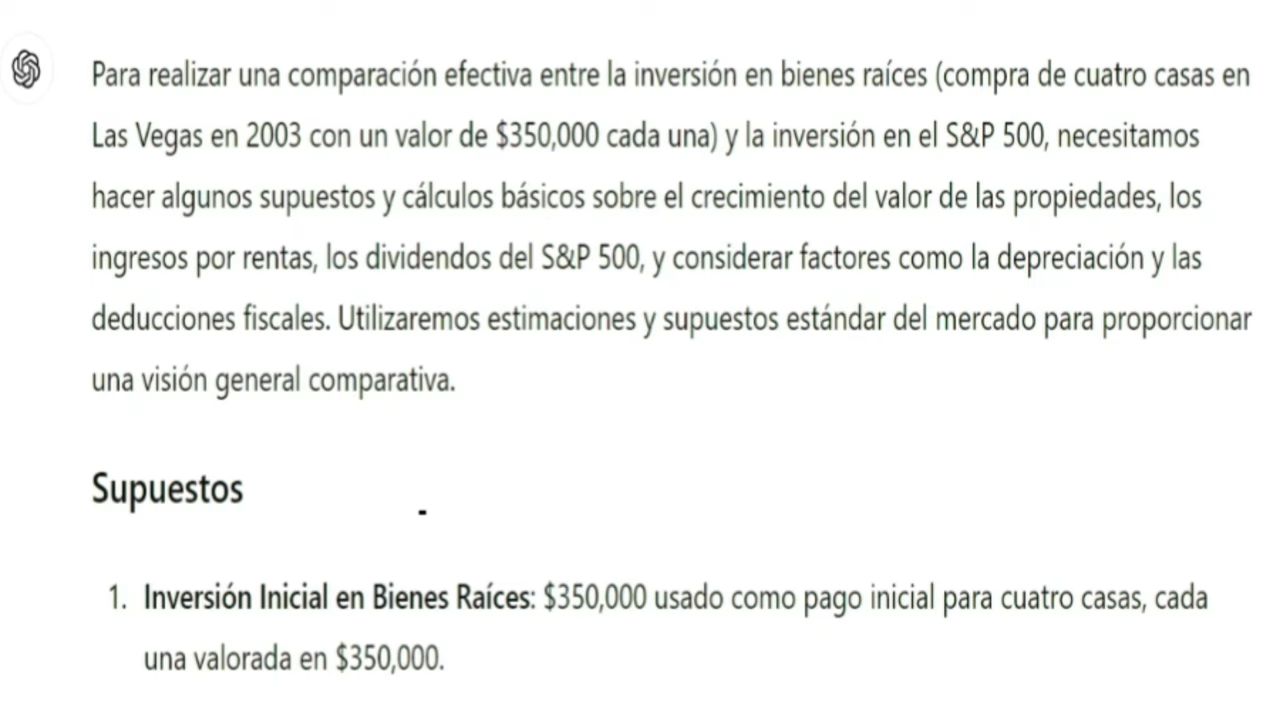 Para realizar una comparación efectiva entre la inversión en bienes raíces (compra de cuatro casas en
Las Vegas en 2003 con un valor de $350,000 cada una) y la inversión en el S&P 500, necesitamos
hacer algunos supuestos y cálculos básicos sobre el crecimiento del valor de las propiedades, los
ingresos por rentas, los dividendos del S&P 500, y considerar factores como la depreciación y las
deducciones fiscales. Utilizaremos estimaciones y supuestos estándar del mercado para proporcionar
una visión general comparativa.
Supuestos
1. Inversión Inicial en Bienes Raíces: $350,000 usado como pago inicial para cuatro casas, cada
una valorada en $350,000.